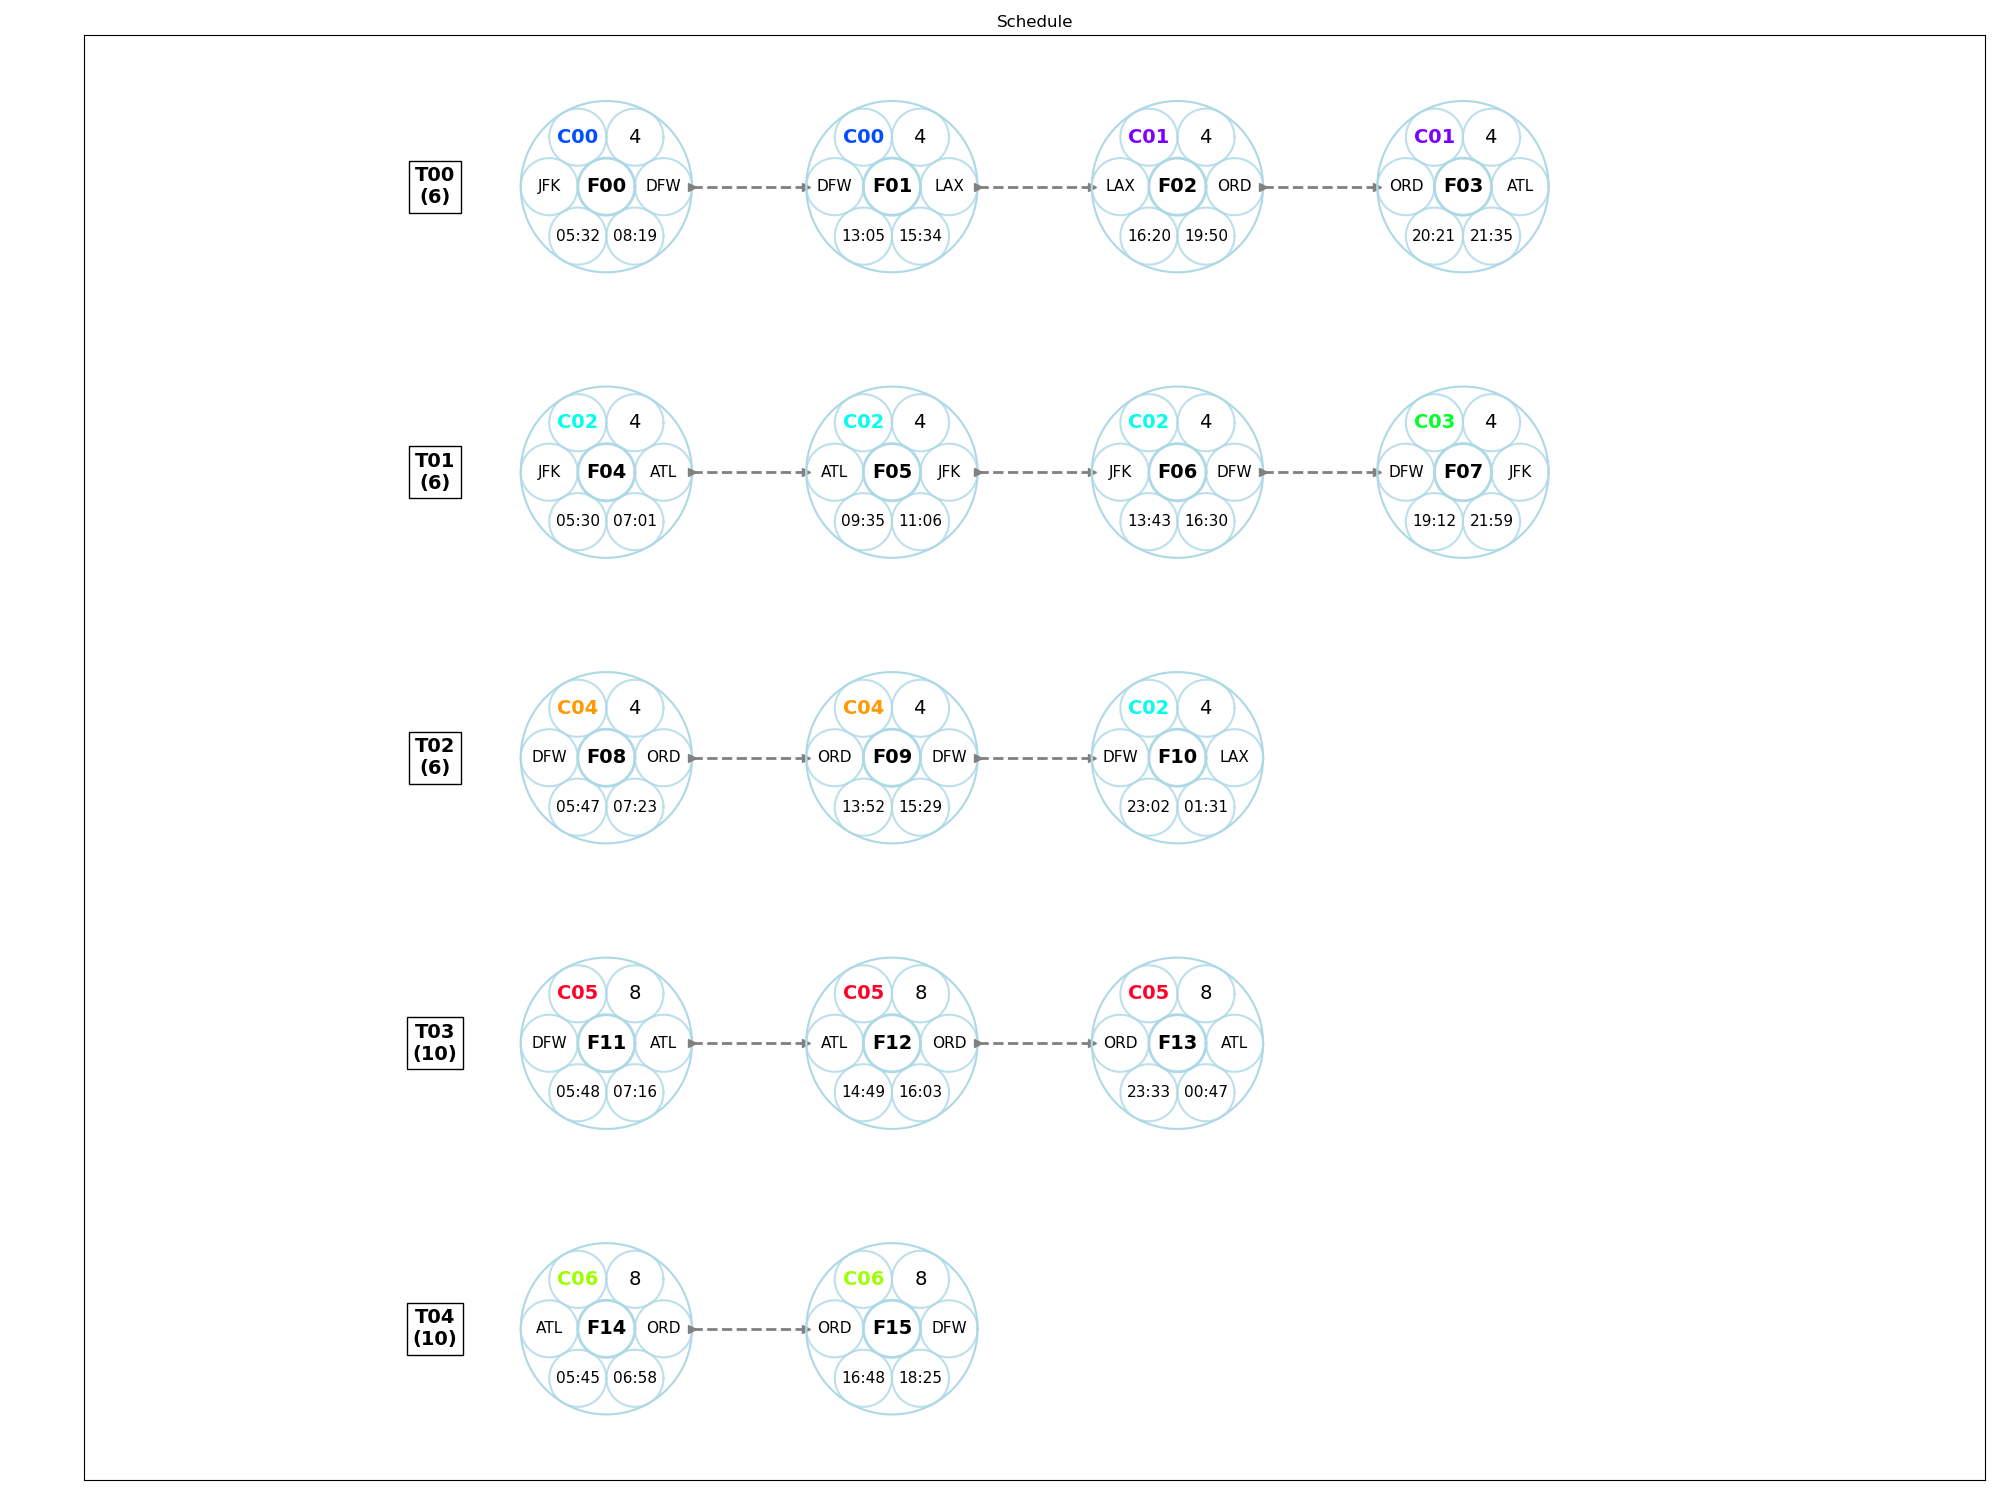 Schedule
T00
(6)
C00 4 C00 4 C01 4 C01 4
JFK F00 DFW DFW F01 LAX LAX F02 ORD ORD F03 ATL
05:32 08:19 13:05 15:34 16:20 19:50 20:21 21:35
T01
(6)
C02 4 C02 4 C02 4 C03 4
JFK F04 ATL ATL F05 JFK JFK F06 DFW DFW F07 JFK
05:30 07:01 09:35 11:06 13:43 16:30 19:12 21:59
T02
(6)
C04 4 C04 4 C02 4
DFW F08 ORD ORD F09 DFW DFW F10 LAX
05:47 07:23 13:52 15:29 23:02 01:31
T03
(10)
C05 8 C05 8 C05 8
DFW F11 ATL ATL F12 ORD ORD F13 ATL
05:48 07:16 14:49 16:03 23:33 00:47
T04
(10)
C06 8 C06 8
ATL F14 ORD ORD F15 DFW
05:45 06:58 16:48 18:25